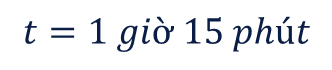 t = 1 giờ 15 phút